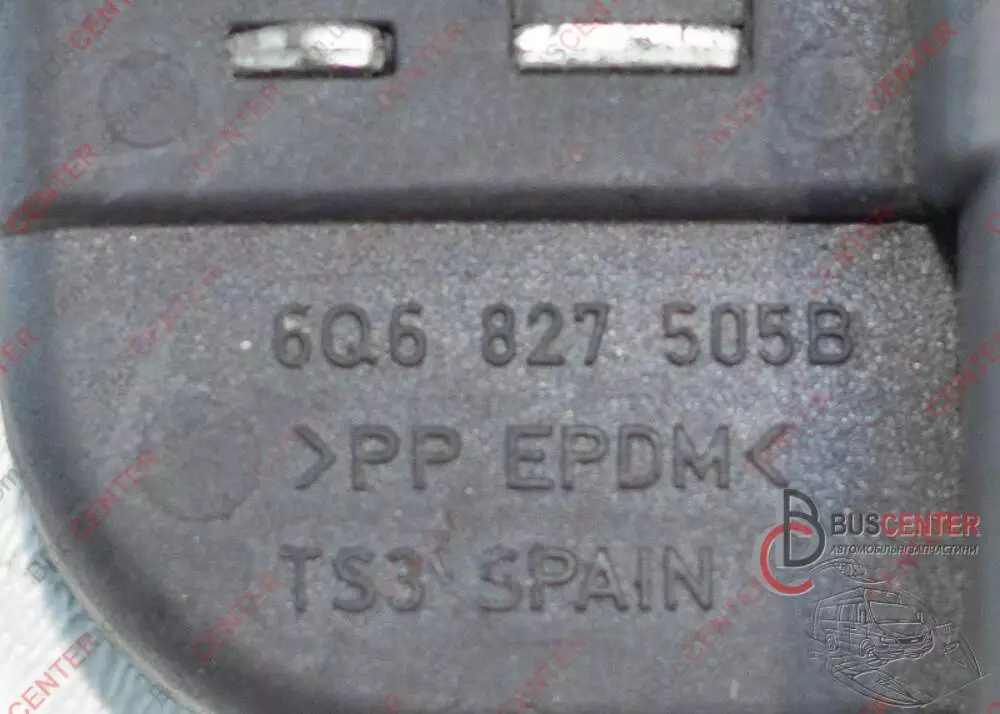 6Q6 827 505B
>PP EPDM<
TS3 SPAIN
BUSCENTER
АВТОМОБІЛЬНІ ЗАПЧАСТИНИ